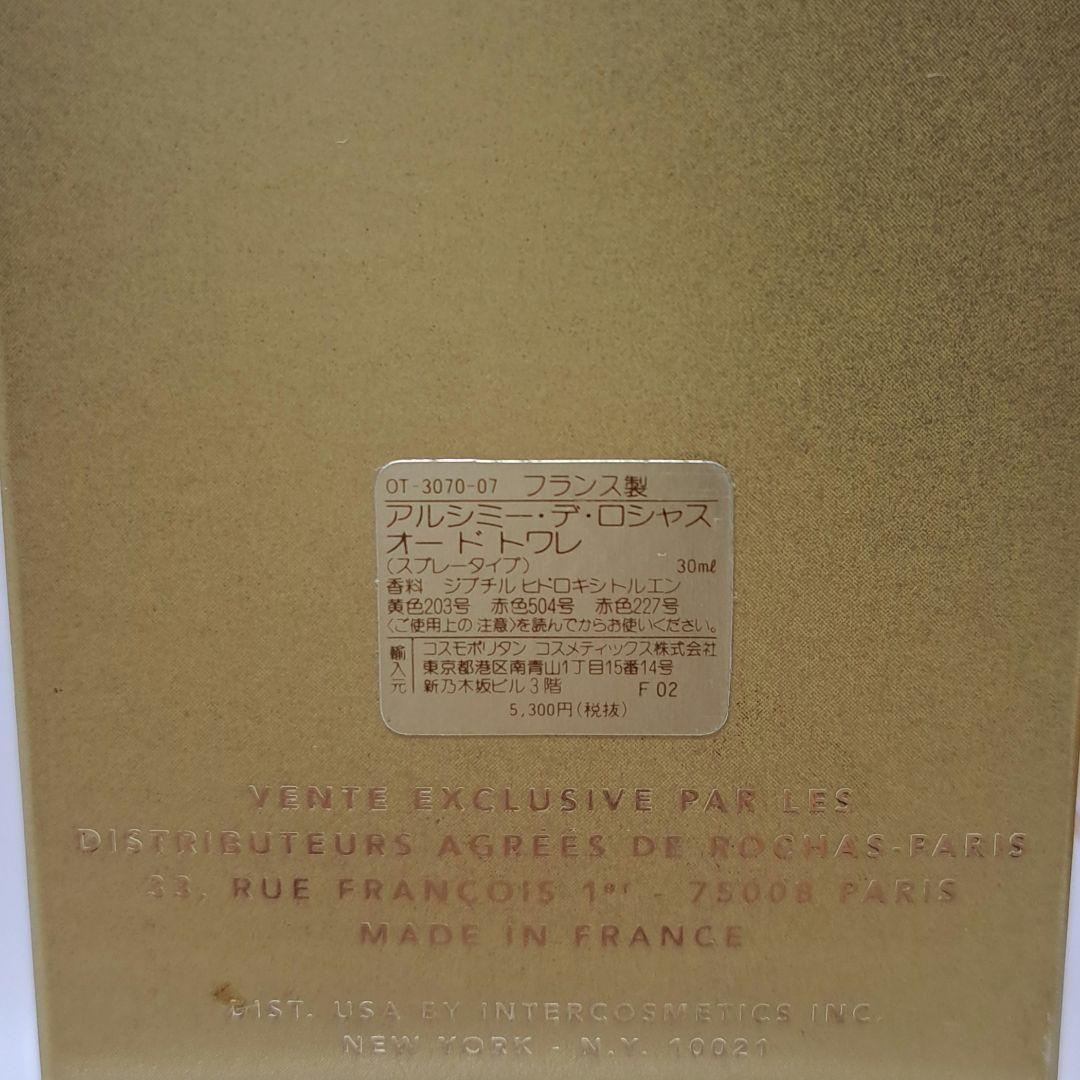 OT-3070-07 フランス製
アルシミー・デ・ロシャス
オー ド トワレ
(スプレータイプ) 30mℓ
香料 ジブチル ヒドロキシトルエン
黄色203号 赤色504号 赤色227号
〈ご使用上の注意〉を読んでからお使いください。
輸入元
コスモポリタン コスメティックス株式会社
東京都港区南青山1丁目15番14号
新乃木坂ビル3階 F02
5,300円(税抜)
VENTE EXCLUSIVE PAR LES
DISTRIBUTEURS AGRÉÉS DE ROCHAS-PARIS
33, RUE FRANÇOIS 1er - 75008 PARIS
MADE IN FRANCE
DIST. USA BY INTERCOSMETICS INC.
NEW YORK - N.Y. 10021